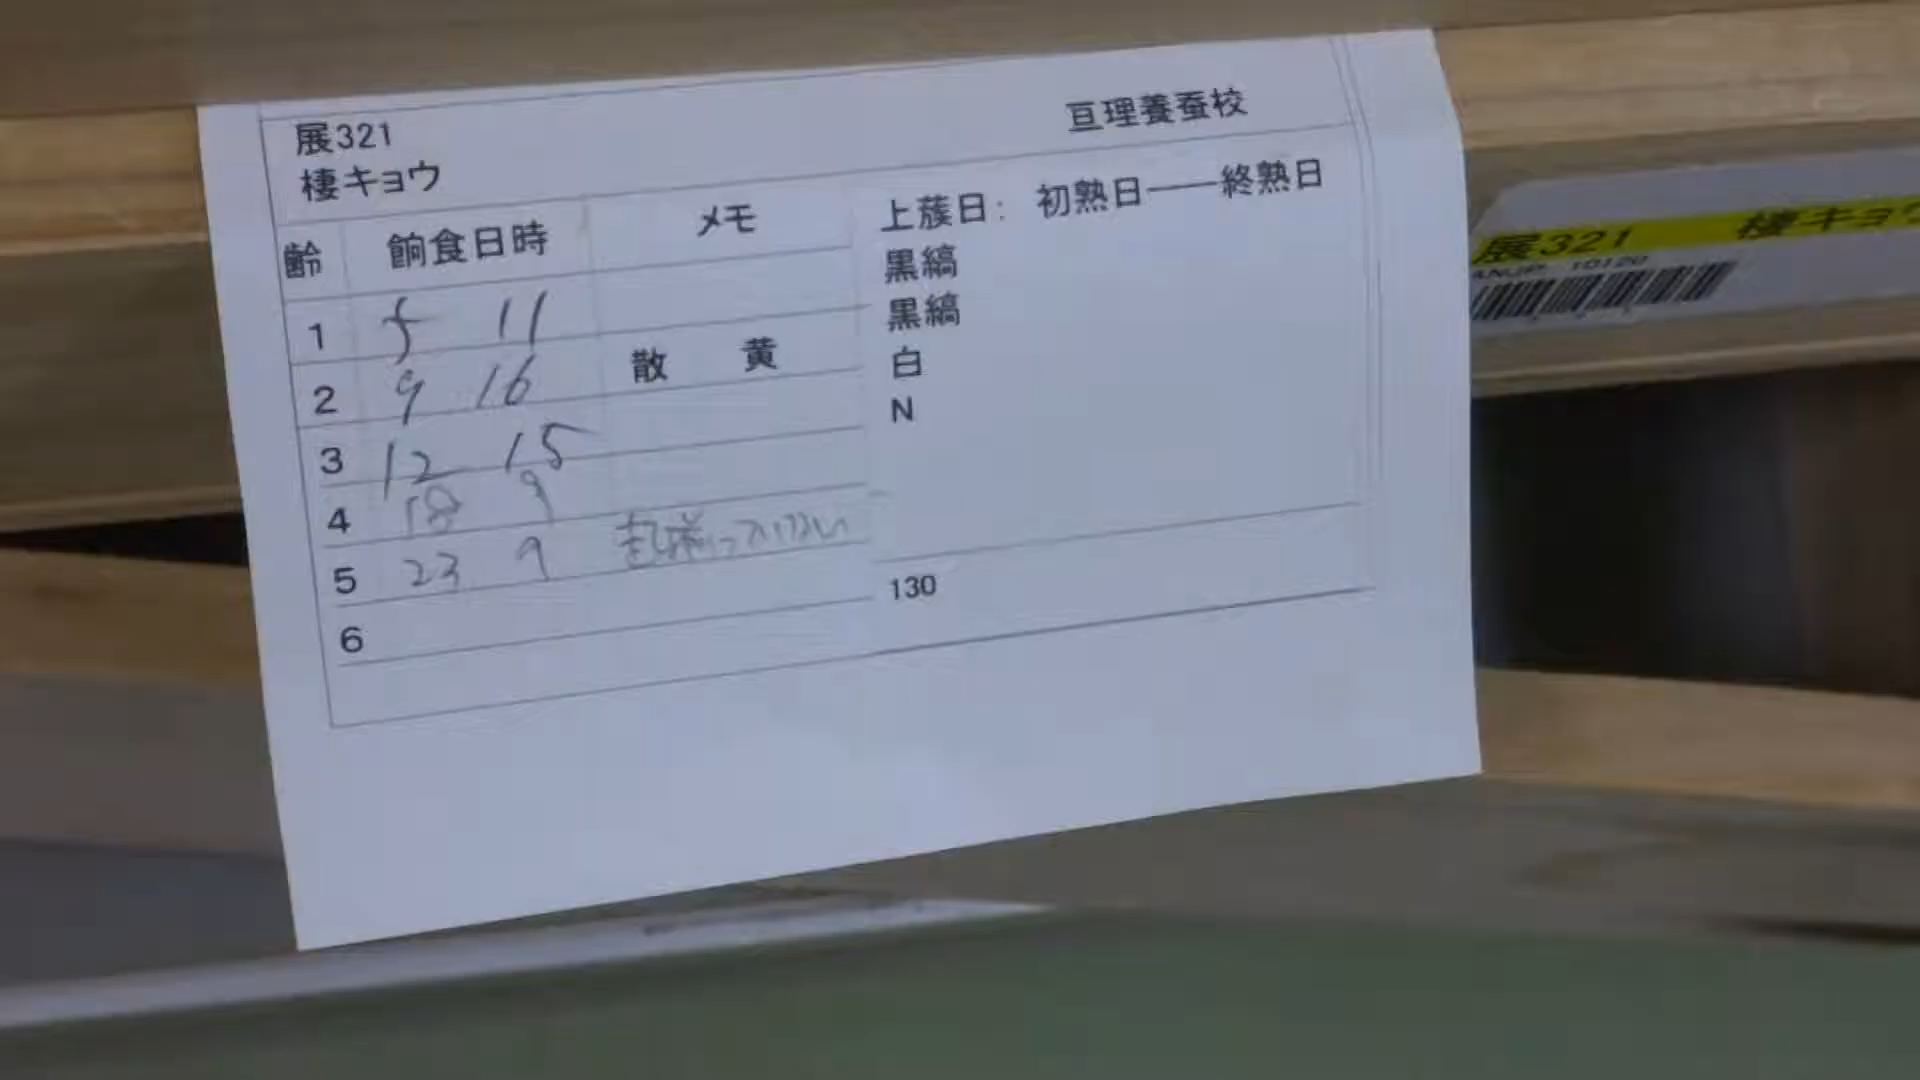 展321
亘理養蚕校
棲キョウ
齢 餉食日時 メモ
1 5 11
2 9 16 散 黄
3 12 15
4 18 9
5 23 9
6
上蔟日: 初熟日――終熟日
黒縞
黒縞
白
N
130
展321 棲キョウ